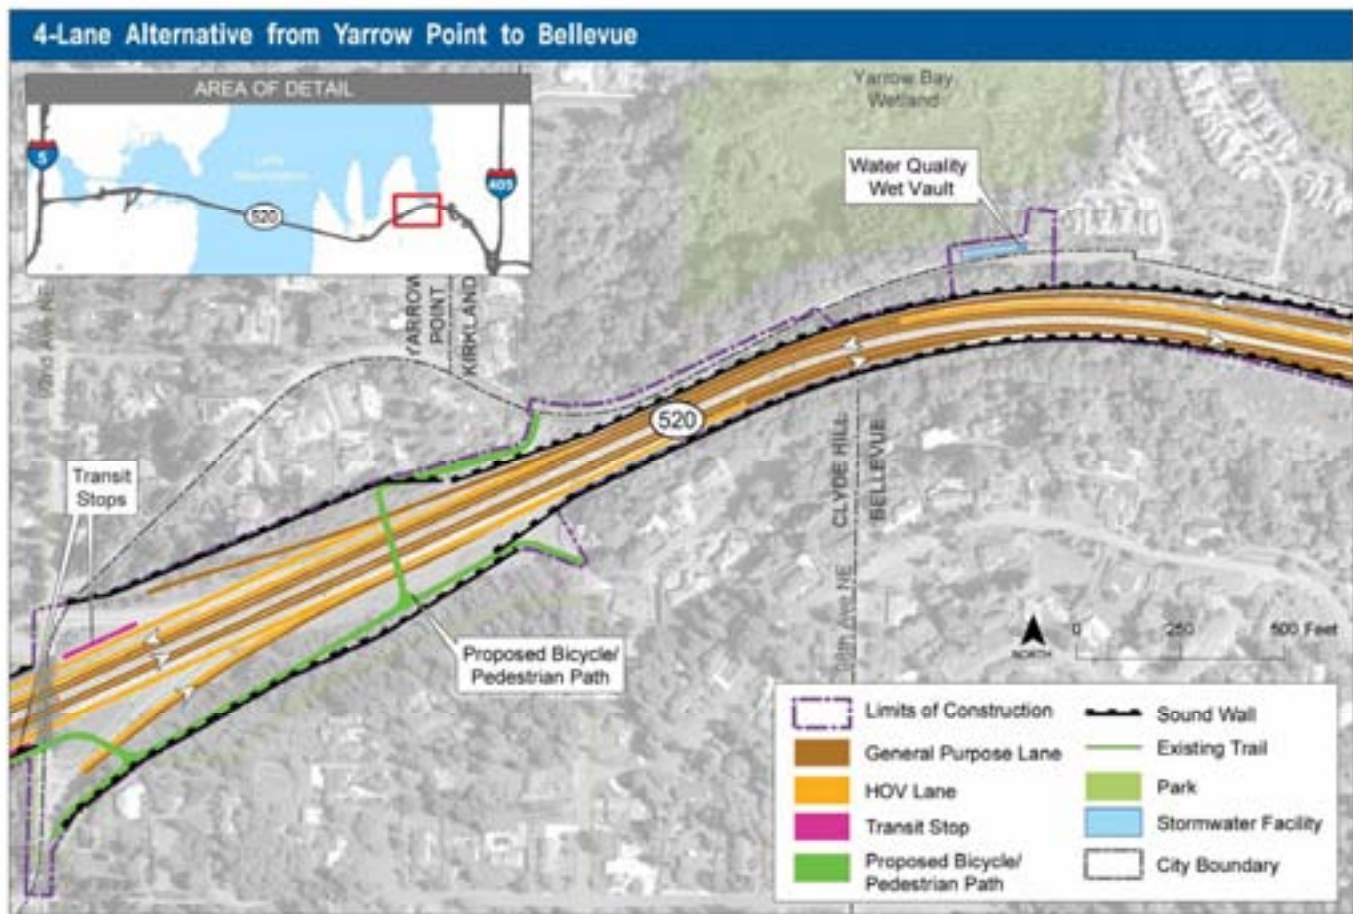 4-Lane Alternative from Yarrow Point to Bellevue
AREA OF DETAIL
5
405
520
Yarrow Bay
Wetland
Water Quality
Wet Vault
YARROW
POINT
KIRKLAND
520
Transit
Stops
CLYDE HILL
BELLEVUE
Proposed Bicycle/
Pedestrian Path
NORTH
0 250 500 Feet
Limits of Construction
General Purpose Lane
HOV Lane
Transit Stop
Proposed Bicycle/
Pedestrian Path
Sound Wall
Existing Trail
Park
Stormwater Facility
City Boundary